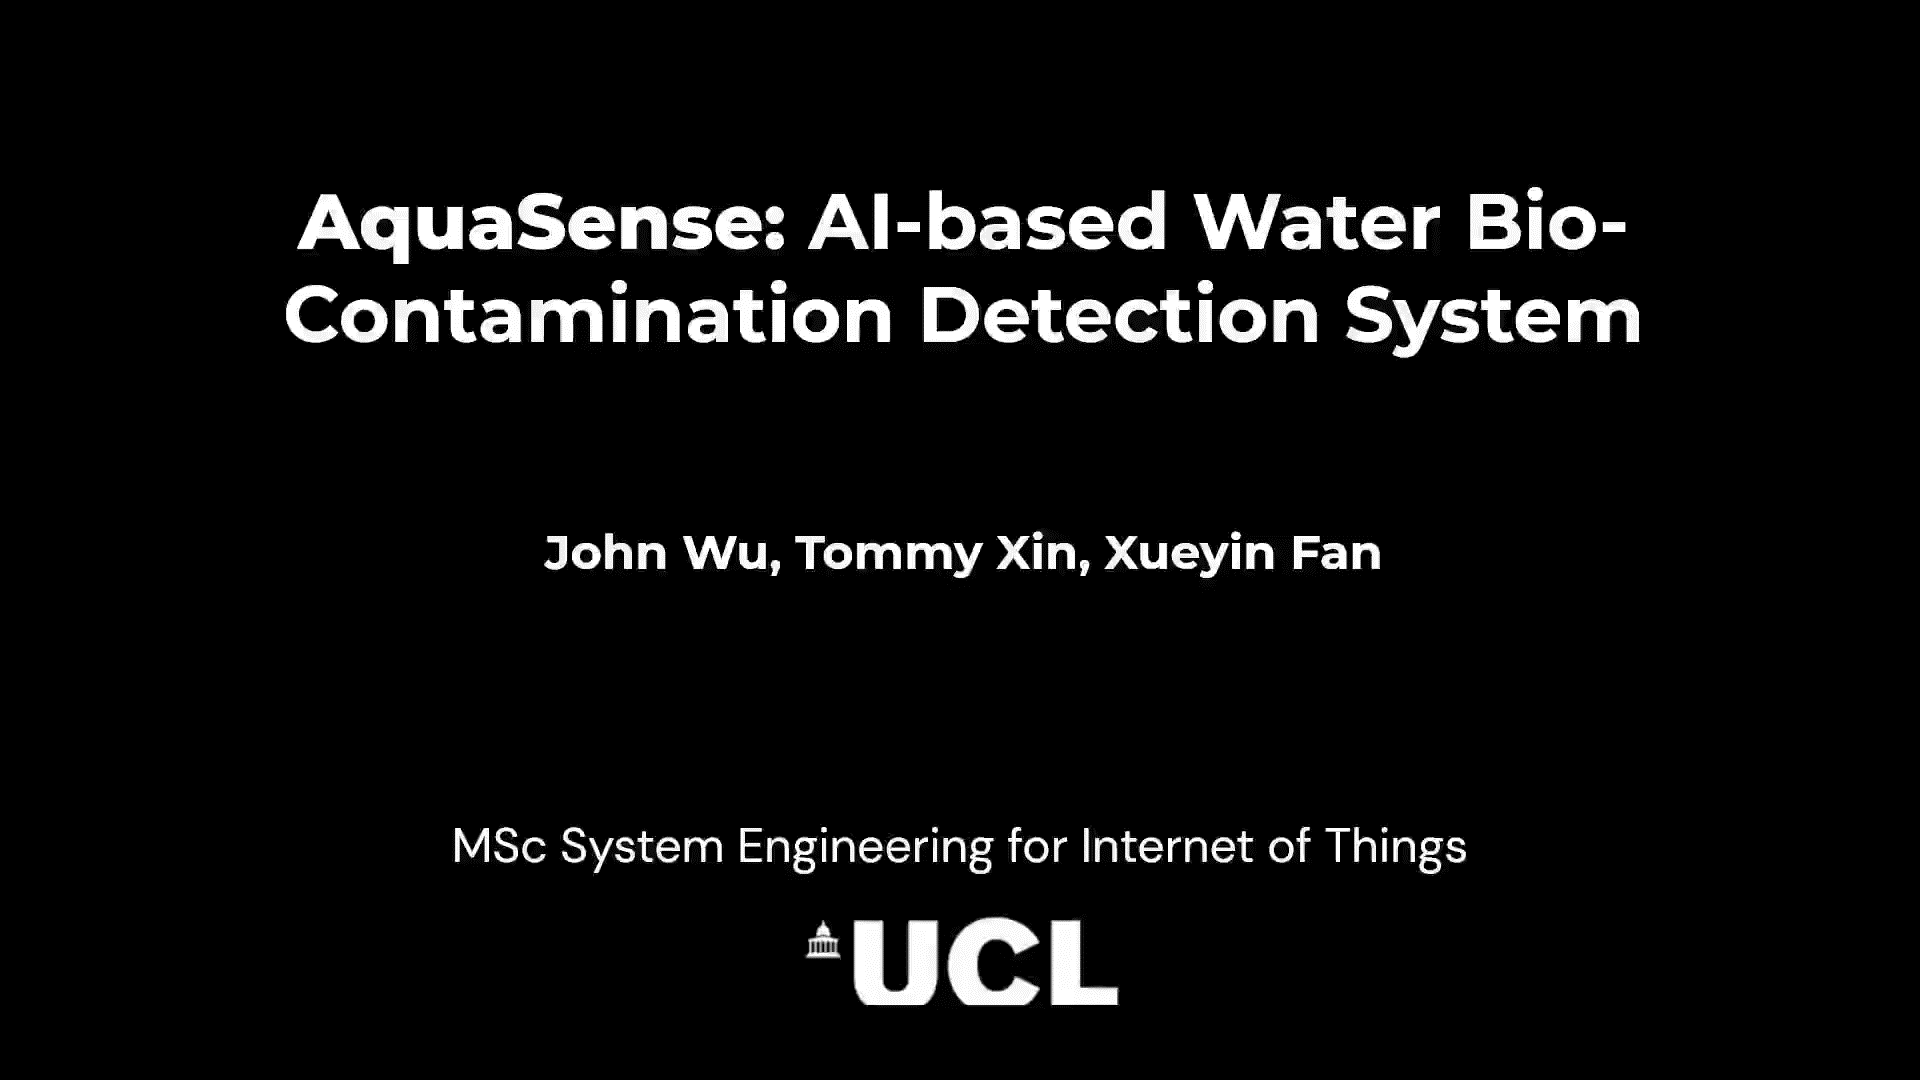 AquaSense: AI-based Water Bio-
Contamination Detection System
John Wu, Tommy Xin, Xueyin Fan
MSc System Engineering for Internet of Things
UCL